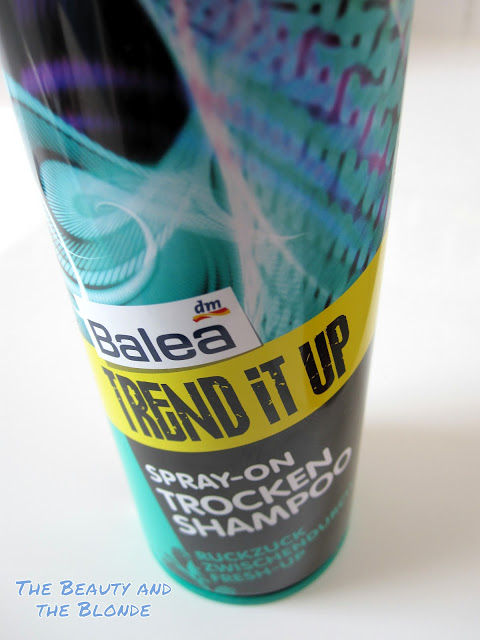 dm
Balea
TREND iT UP
SPRAY-ON
TROCKEN
SHAMPOO
RUCKZUCK
ZWISCHENDURCH
FRESH-UP
THE BEAUTY AND
THE BLONDE